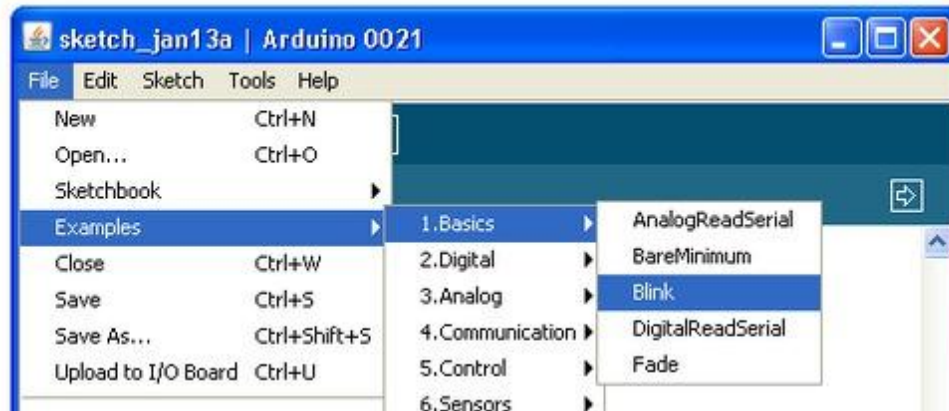 sketch_jan13a | Arduino 0021
File Edit Sketch Tools Help
New Ctrl+N
Open... Ctrl+O
Sketchbook
Examples
Close Ctrl+W
Save Ctrl+S
Save As... Ctrl+Shift+S
Upload to I/O Board Ctrl+U
1.Basics
2.Digital
3.Analog
4.Communication
5.Control
6.Sensors
AnalogReadSerial
BareMinimum
Blink
DigitalReadSerial
Fade